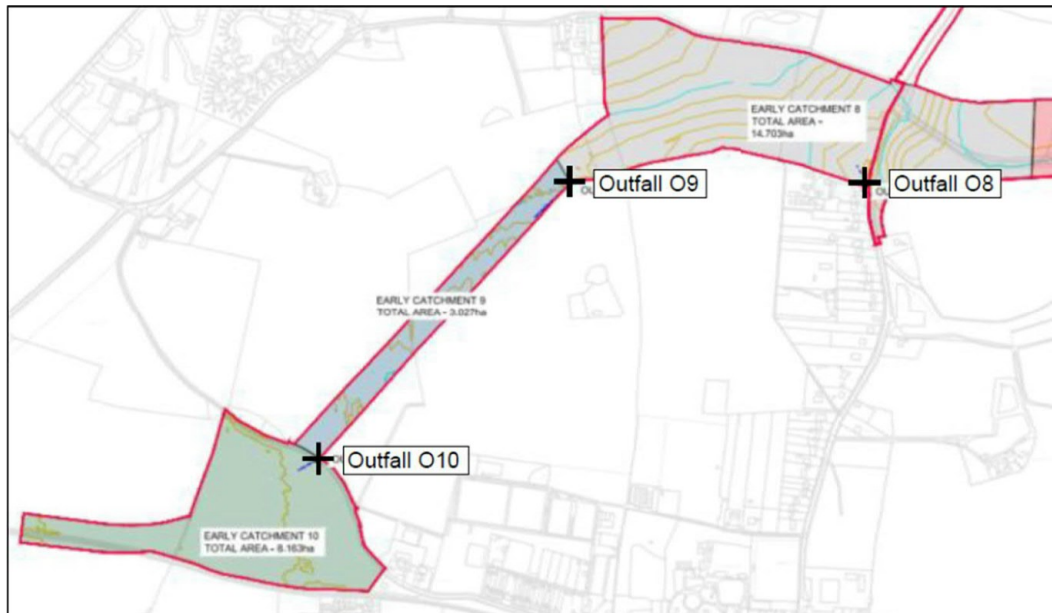 EARLY CATCHMENT 8
TOTAL AREA -
14.703ha
Outfall O9
Outfall O8
EARLY CATCHMENT 9
TOTAL AREA - 3.027ha
Outfall O10
EARLY CATCHMENT 10
TOTAL AREA - 8.163ha